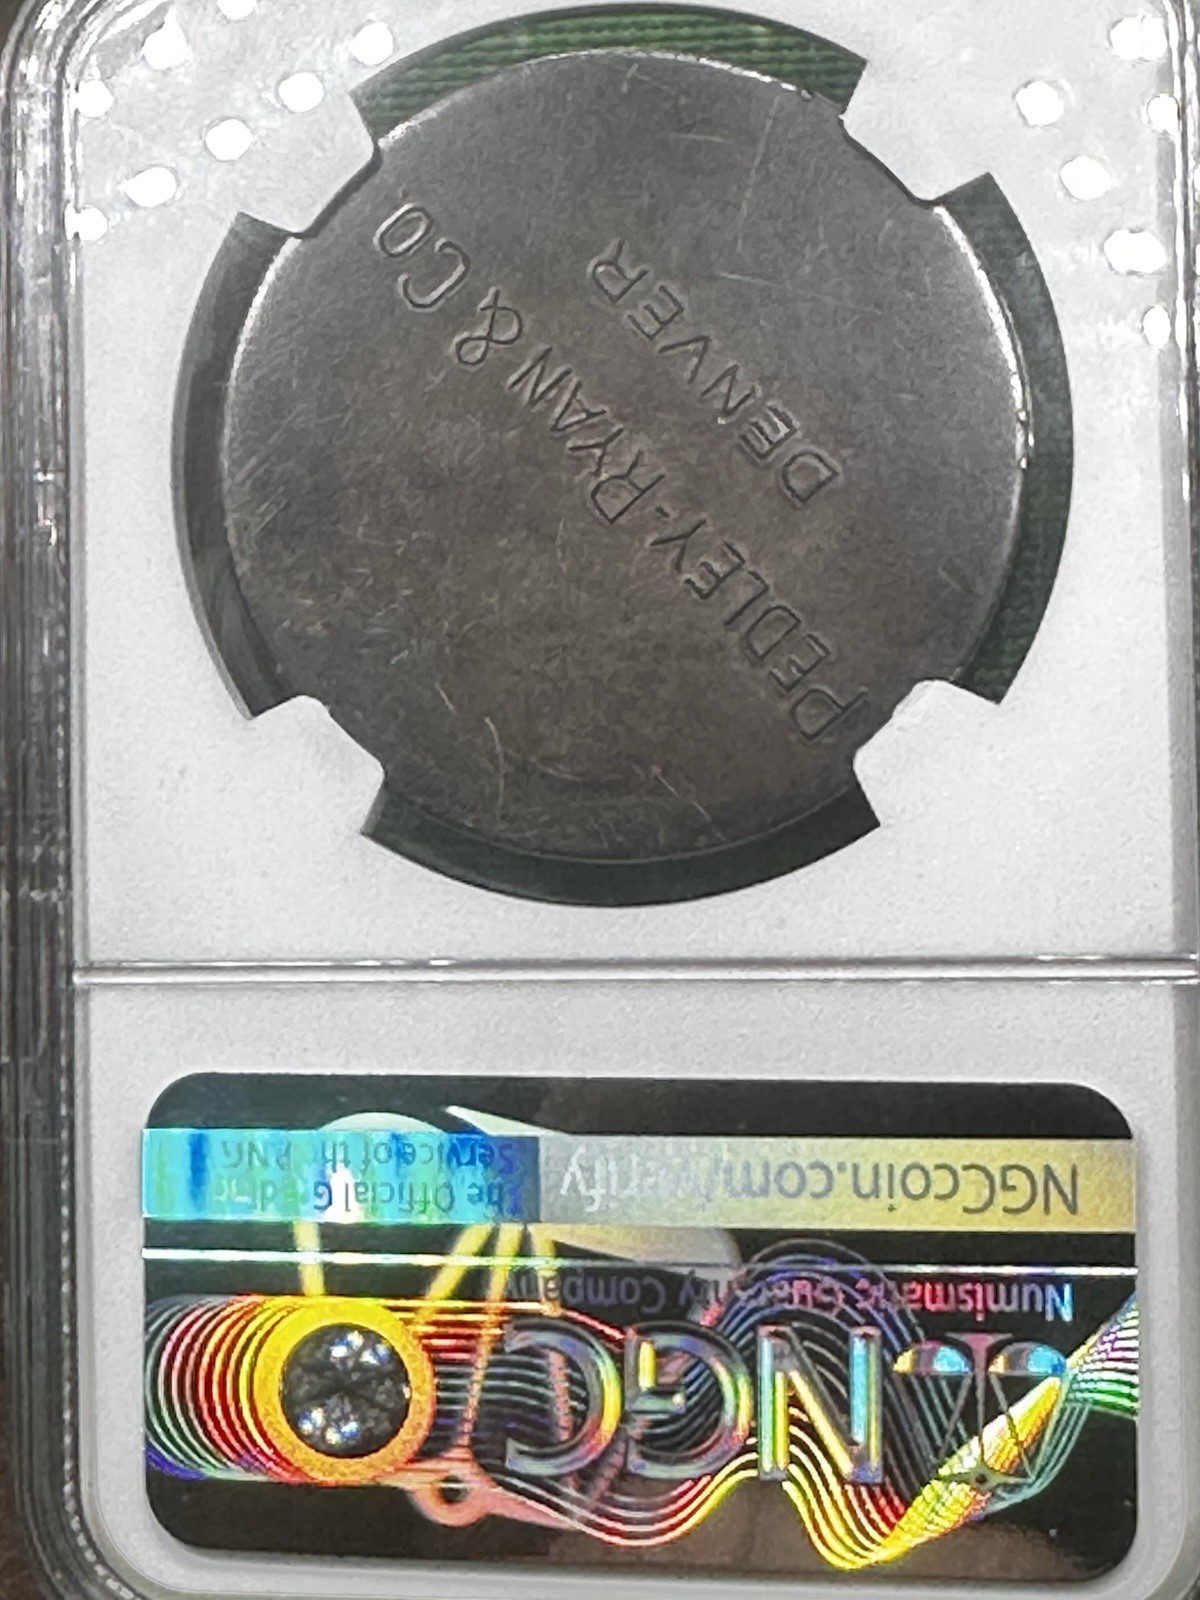 PEDLEY-RYAN & CO
DENVER
NGC
Numismatic Guaranty Company
NGCcoin.com/verify
The Official Grading
Service of the PNG